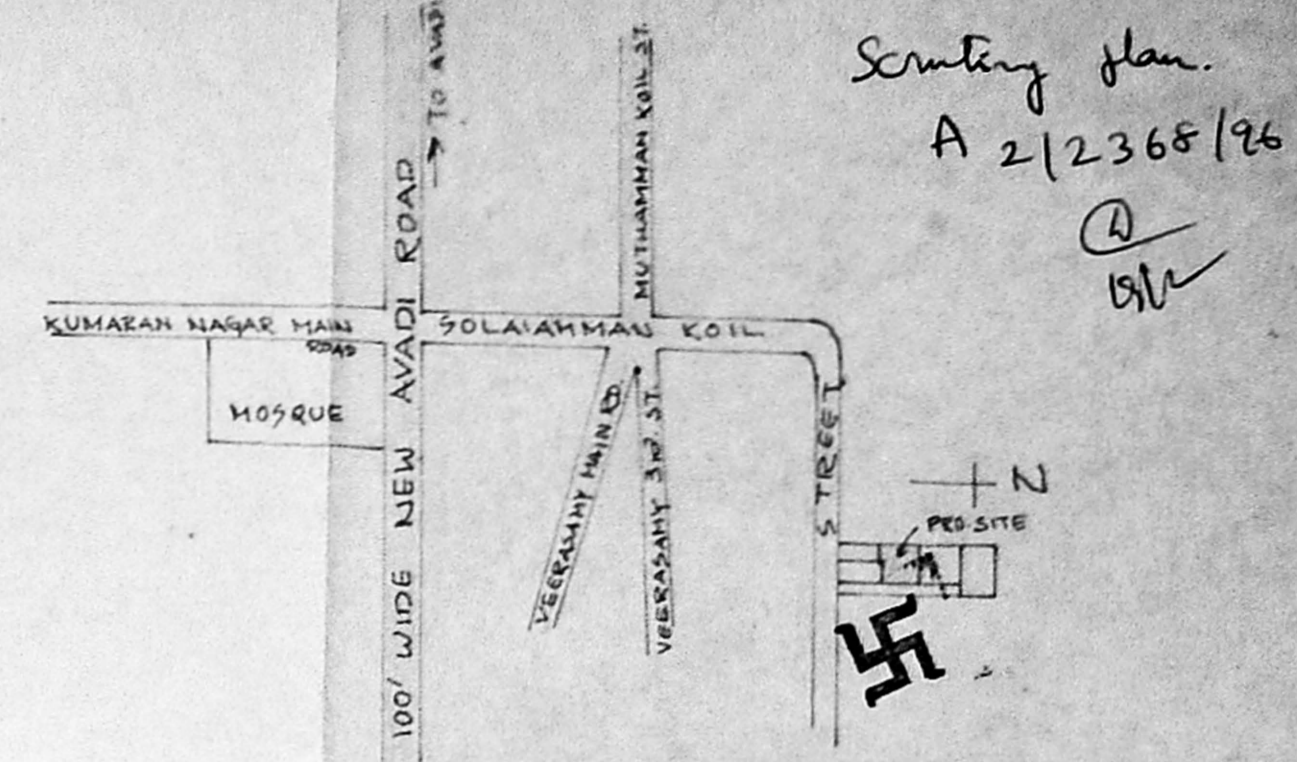 Scrutiny plan.
A 2/2368/96
→ TO AVADI
MUTHAMMAN KOIL ST.
KUMARAN NAGAR MAIN
ROAD
SOLAIAMMAN KOIL
STREET
100' WIDE NEW AVADI ROAD
MOSQUE
VEERASAMY MAIN RD
VEERASAMY 3RD ST.
N
PRO-SITE